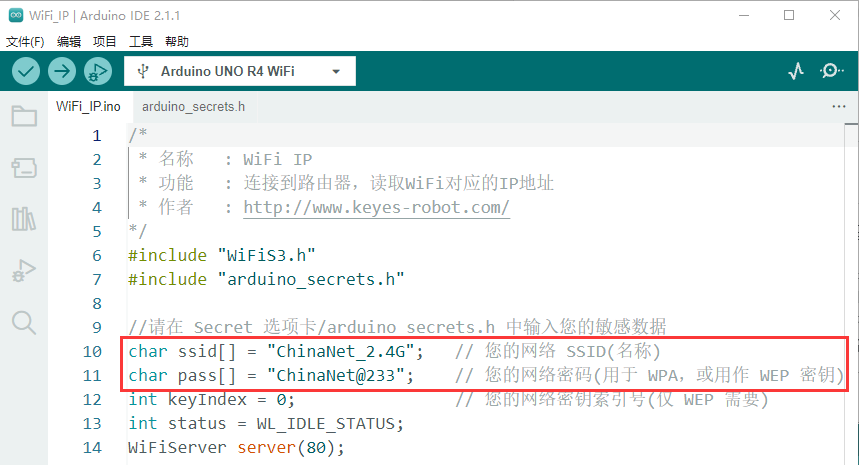 WiFi_IP | Arduino IDE 2.1.1
文件(F) 编辑 项目 工具 帮助
Arduino UNO R4 WiFi
WiFi_IP.ino arduino_secrets.h
1 /*
2 * 名称 : WiFi IP
3 * 功能 : 连接到路由器，读取WiFi对应的IP地址
4 * 作者 : http://www.keyes-robot.com/
5 */
6 #include "WiFiS3.h"
7 #include "arduino_secrets.h"
8
9 //请在 Secret 选项卡/arduino_secrets.h 中输入您的敏感数据
10 char ssid[] = "ChinaNet_2.4G"; // 您的网络 SSID(名称)
11 char pass[] = "ChinaNet@233"; // 您的网络密码(用于 WPA，或用作 WEP 密钥)
12 int keyIndex = 0; // 您的网络密钥索引号(仅 WEP 需要)
13 int status = WL_IDLE_STATUS;
14 WiFiServer server(80);